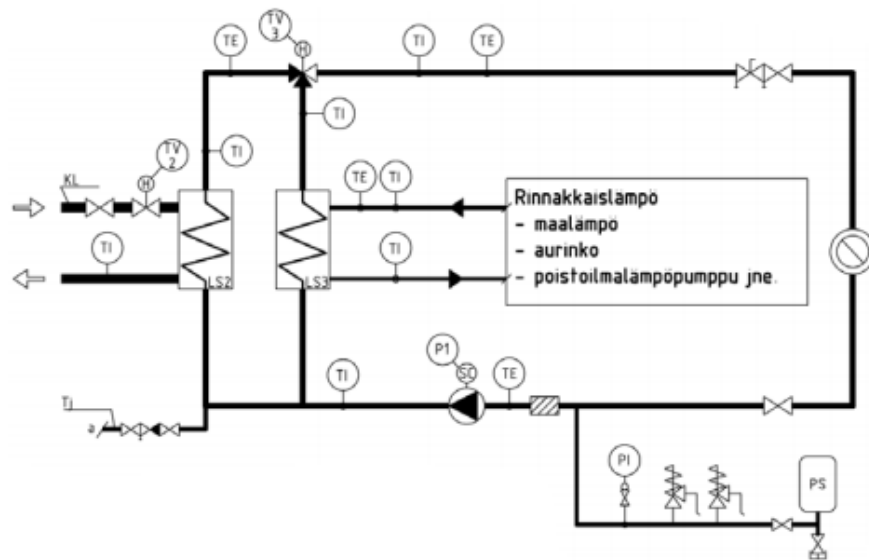 TV
3
TE
H
TI
TE
TI
TV
2
H
TI
KL
TE
TI
Rinnakkaislämpö
- maalämpö
- aurinko
- poistoilmalämpöpumppu jne.
TI
TI
LS2
LS3
P1
SC
TI
TE
Tj
a
PI
PS